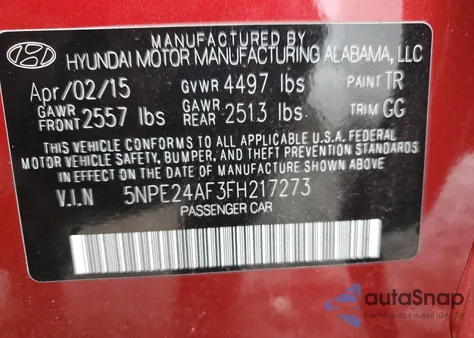 MANUFACTURED BY
HYUNDAI MOTOR MANUFACTURING ALABAMA, LLC
Apr/02/15 GVWR 4497 lbs PAINT TR
GAWR FRONT 2557 lbs GAWR REAR 2513 lbs TRIM GG
THIS VEHICLE CONFORMS TO ALL APPLICABLE U.S.A. FEDERAL
MOTOR VEHICLE SAFETY, BUMPER, AND THEFT PREVENTION
STANDARDS IN EFFECT ON THE DATE OF MANUFACTURE
SHOWN ABOVE
V.I.N 5NPE24AF3FH217273
PASSENGER CAR
autoSnap